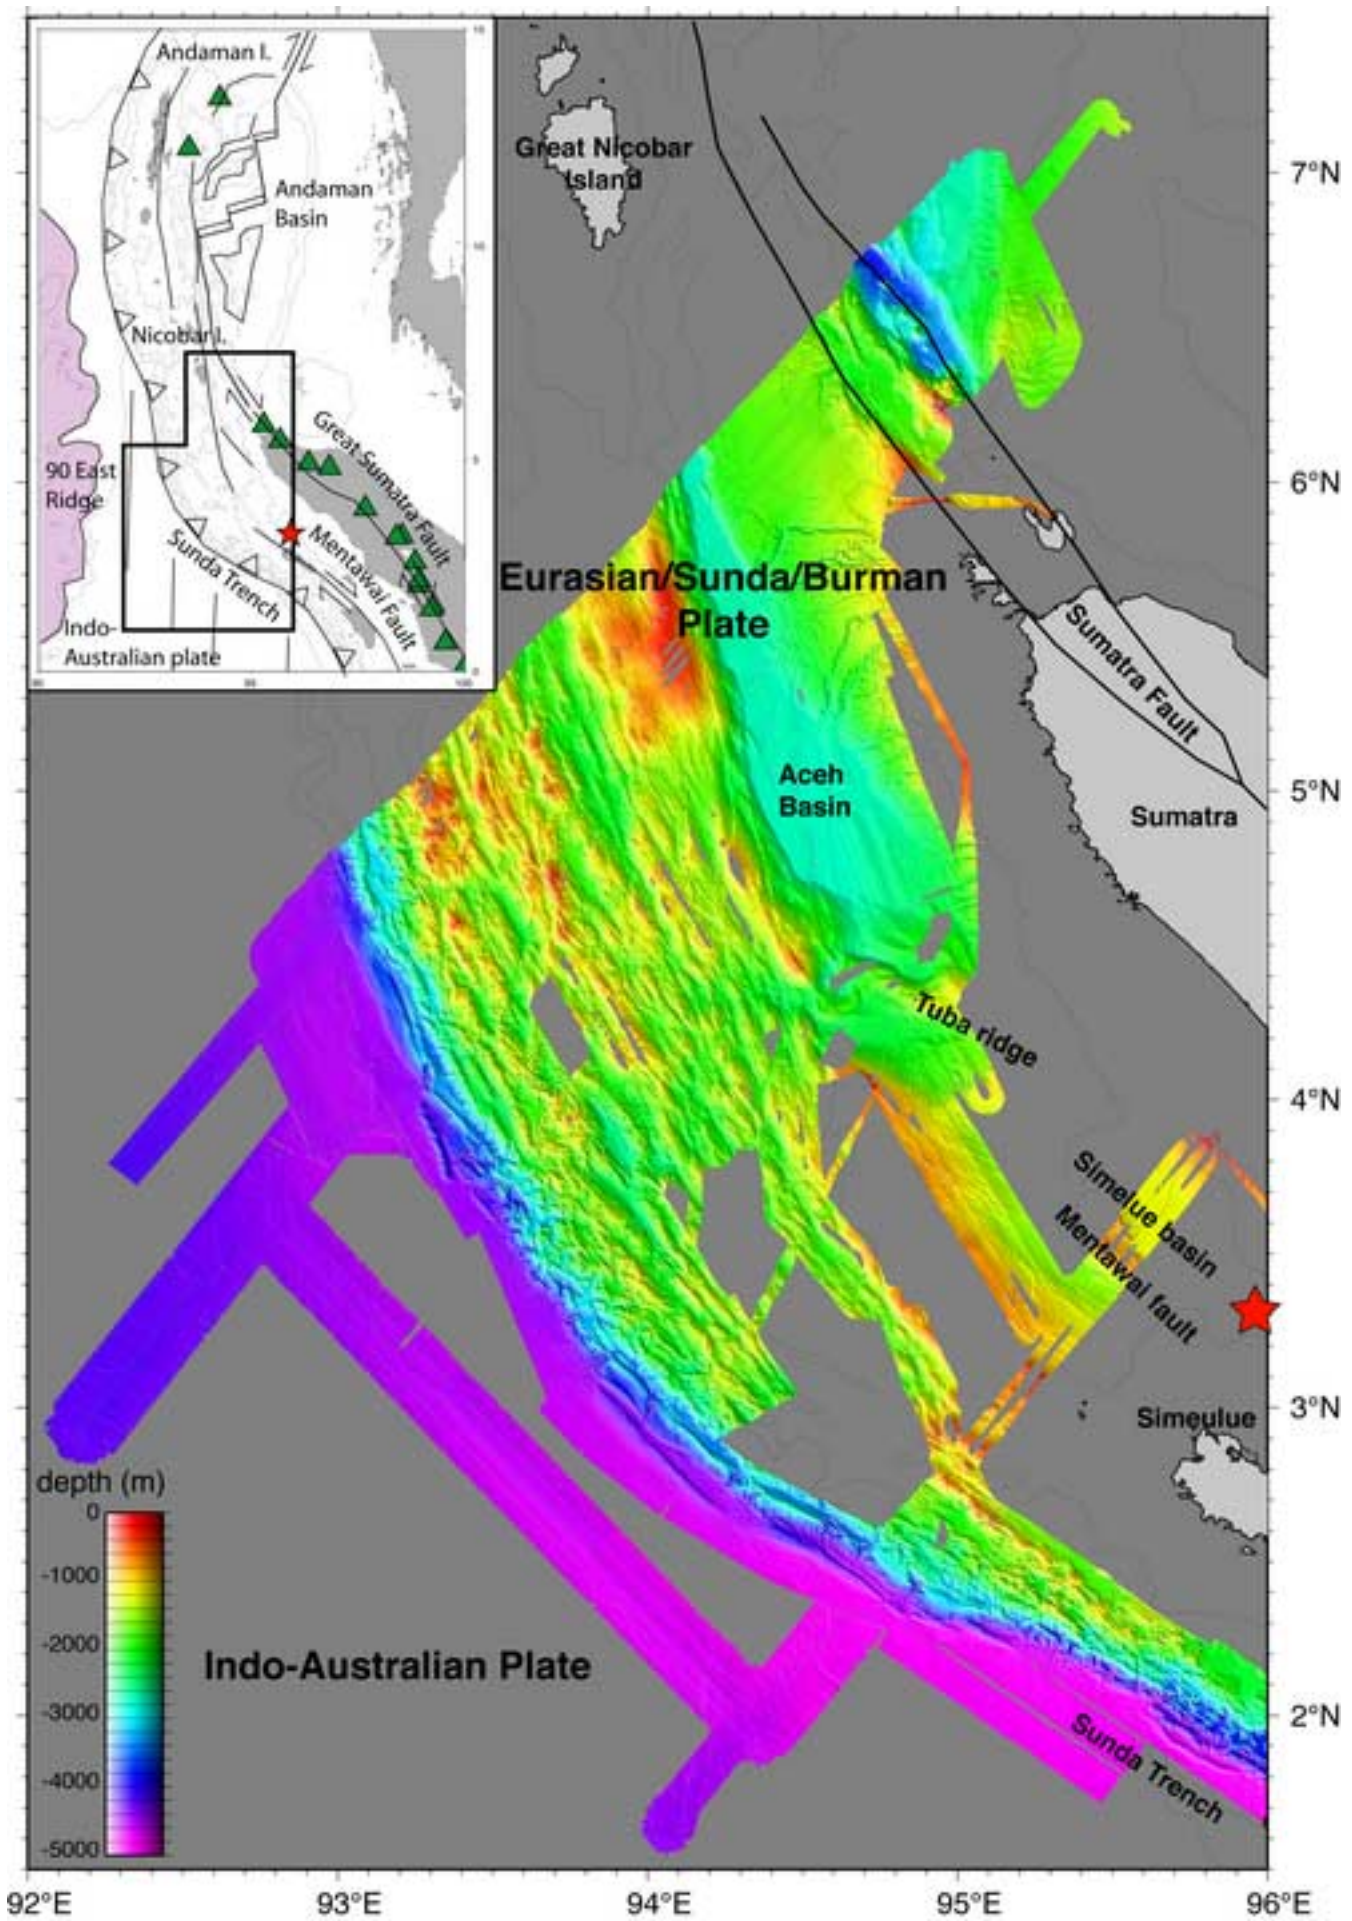 Andaman I.
Andaman
Basin
Nicobar I.
Great Sumatra Fault
90 East
Ridge
Mentawai Fault
Sunda Trench
Indo-
Australian plate
Great Nicobar
Island
7°N
6°N
Eurasian/Sunda/Burman
Plate
Sumatra Fault
Aceh
Basin
5°N
Sumatra
Tuba ridge
4°N
Simelue basin
Mentawai fault
3°N
Simeulue
depth (m)
0
-1000
-2000
-3000
-4000
-5000
Indo-Australian Plate
2°N
Sunda Trench
92°E
93°E
94°E
95°E
96°E